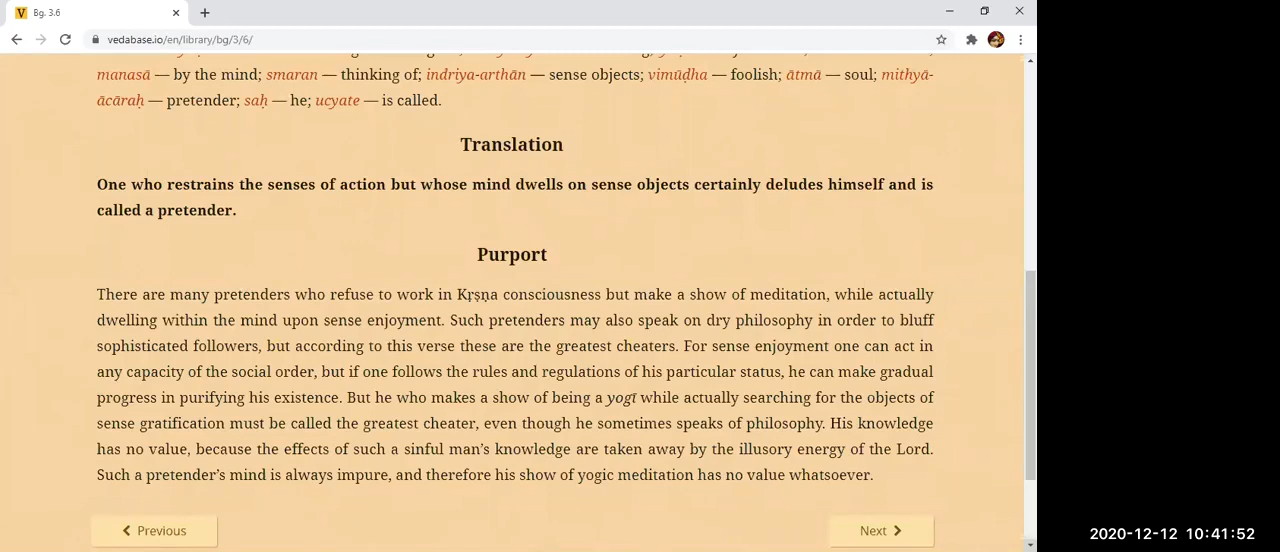 Bg. 3.6
vedabase.io/en/library/bg/3/6/
manasā — by the mind; smaran — thinking of; indriya-arthān — sense objects; vimūḍha — foolish; ātmā — soul; mithyā-
ācāraḥ — pretender; saḥ — he; ucyate — is called.
Translation
One who restrains the senses of action but whose mind dwells on sense objects certainly deludes himself and is
called a pretender.
Purport
There are many pretenders who refuse to work in Kṛṣṇa consciousness but make a show of meditation, while actually
dwelling within the mind upon sense enjoyment. Such pretenders may also speak on dry philosophy in order to bluff
sophisticated followers, but according to this verse these are the greatest cheaters. For sense enjoyment one can act in
any capacity of the social order, but if one follows the rules and regulations of his particular status, he can make gradual
progress in purifying his existence. But he who makes a show of being a yogī while actually searching for the objects of
sense gratification must be called the greatest cheater, even though he sometimes speaks of philosophy. His knowledge
has no value, because the effects of such a sinful man’s knowledge are taken away by the illusory energy of the Lord.
Such a pretender’s mind is always impure, and therefore his show of yogic meditation has no value whatsoever.
Previous
Next
2020-12-12 10:41:52